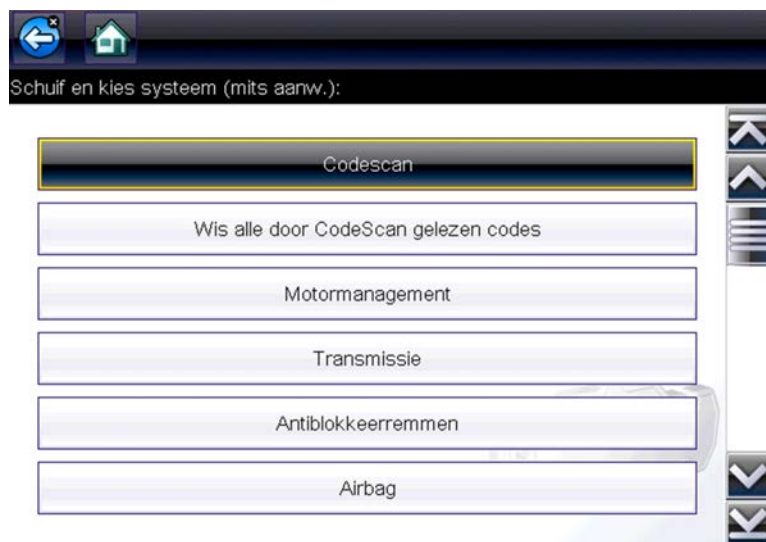 Schuif en kies systeem (mits aanw.):
Codescan
Wis alle door CodeScan gelezen codes
Motormanagement
Transmissie
Antiblokkeerremmen
Airbag